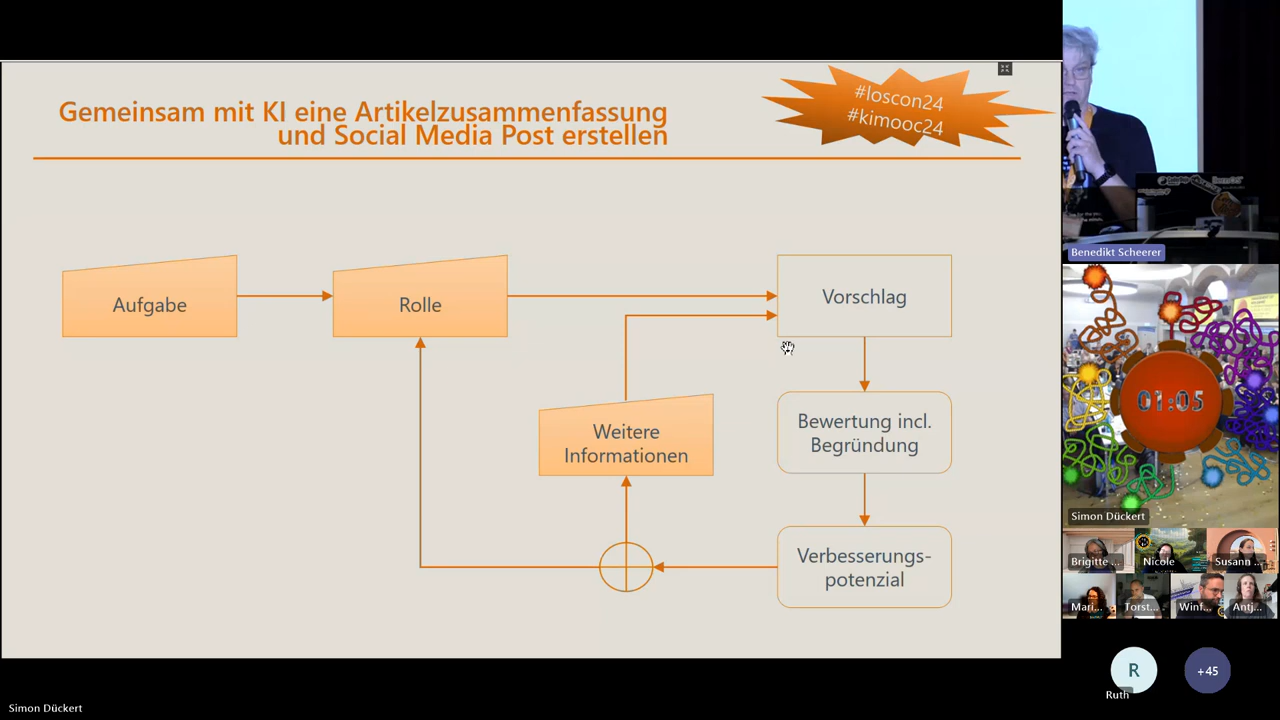 Gemeinsam mit KI eine Artikelzusammenfassung
und Social Media Post erstellen
#loscon24
#kimooc24
Aufgabe
Rolle
Vorschlag
Weitere
Informationen
Bewertung incl.
Begründung
Verbesserungs-
potenzial
Benedikt Scheerer
01:05
Simon Dückert
Brigitte ...
Nicole
Susann ...
Mari...
Torst...
Winf...
Antj...
R
Ruth
+45
Simon Dückert